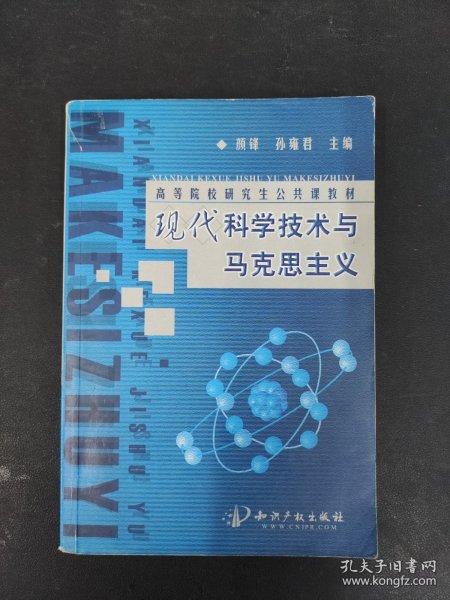 ◆ 颜锋 孙雍君 主编
XIANDAI KEXUE JISHU YU MAKESIZHUYI
高等院校研究生公共课教材
现代科学技术与
马克思主义
MAKESIZHUYI
XIANDAI KEXUE JISHU YU
知识产权出版社
WWW.CNIPR.COM
孔夫子旧书网
www.kongfz.com